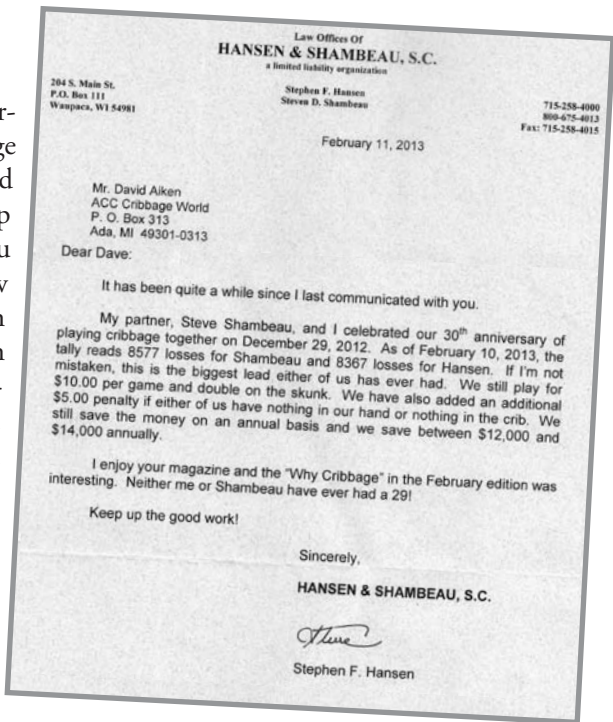 Law Offices Of
HANSEN & SHAMBEAU, S.C.
a limited liability organization
204 S. Main St.
P.O. Box 111
Waupaca, WI 54981
Stephen F. Hansen
Steven D. Shambeau
715-258-4000
800-675-4013
Fax: 715-258-4015
February 11, 2013
Mr. David Aiken
ACC Cribbage World
P. O. Box 313
Ada, MI 49301-0313
Dear Dave:
It has been quite a while since I last communicated with you.
My partner, Steve Shambeau, and I celebrated our 30th anniversary of
playing cribbage together on December 29, 2012. As of February 10, 2013, the
tally reads 8577 losses for Shambeau and 8367 losses for Hansen. If I'm not
mistaken, this is the biggest lead either of us has ever had. We still play for
$10.00 per game and double on the skunk. We have also added an additional
$5.00 penalty if either of us have nothing in our hand or nothing in the crib. We
still save the money on an annual basis and we save between $12,000 and
$14,000 annually.
I enjoy your magazine and the "Why Cribbage" in the February edition was
interesting. Neither me or Shambeau have ever had a 29!
Keep up the good work!
Sincerely,
HANSEN & SHAMBEAU, S.C.
Stephen F. Hansen